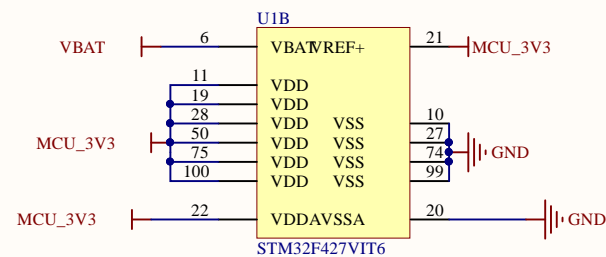 U1B
VBAT 6 VBAT VREF+ 21 MCU_3V3
11 VDD
19 VDD
28 VDD VSS 10
MCU_3V3 50 VDD VSS 27
75 VDD VSS 74 GND
100 VDD VSS 99
MCU_3V3 22 VDDA VSSA 20 GND
STM32F427VIT6